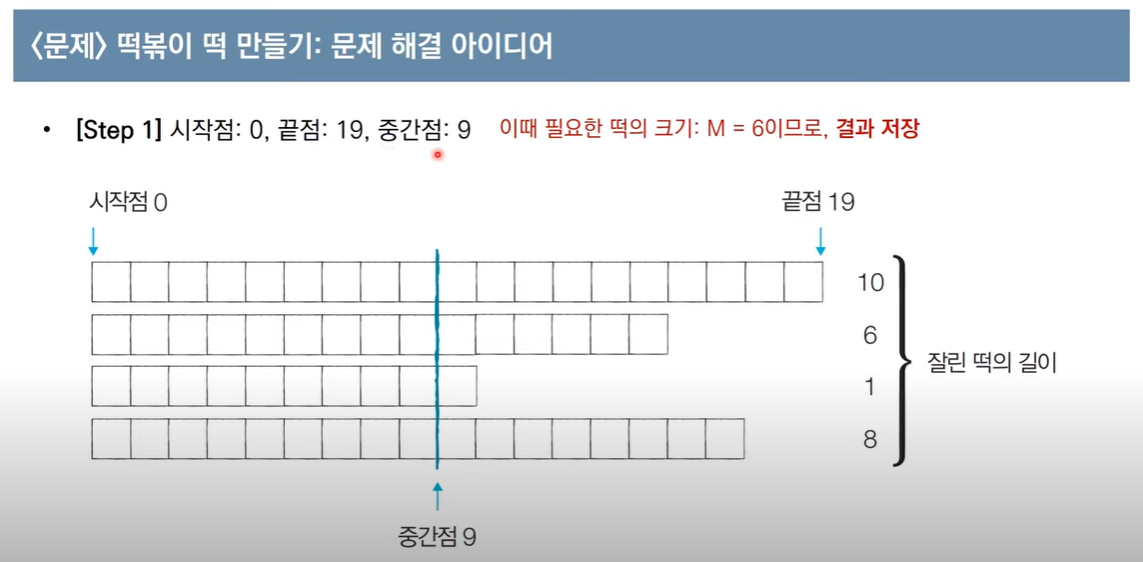 〈문제〉 떡볶이 떡 만들기: 문제 해결 아이디어
• [Step 1] 시작점: 0, 끝점: 19, 중간점: 9 이때 필요한 떡의 크기: M = 6이므로, 결과 저장
시작점 0 끝점 19
10
6
잘린 떡의 길이
1
8
중간점 9